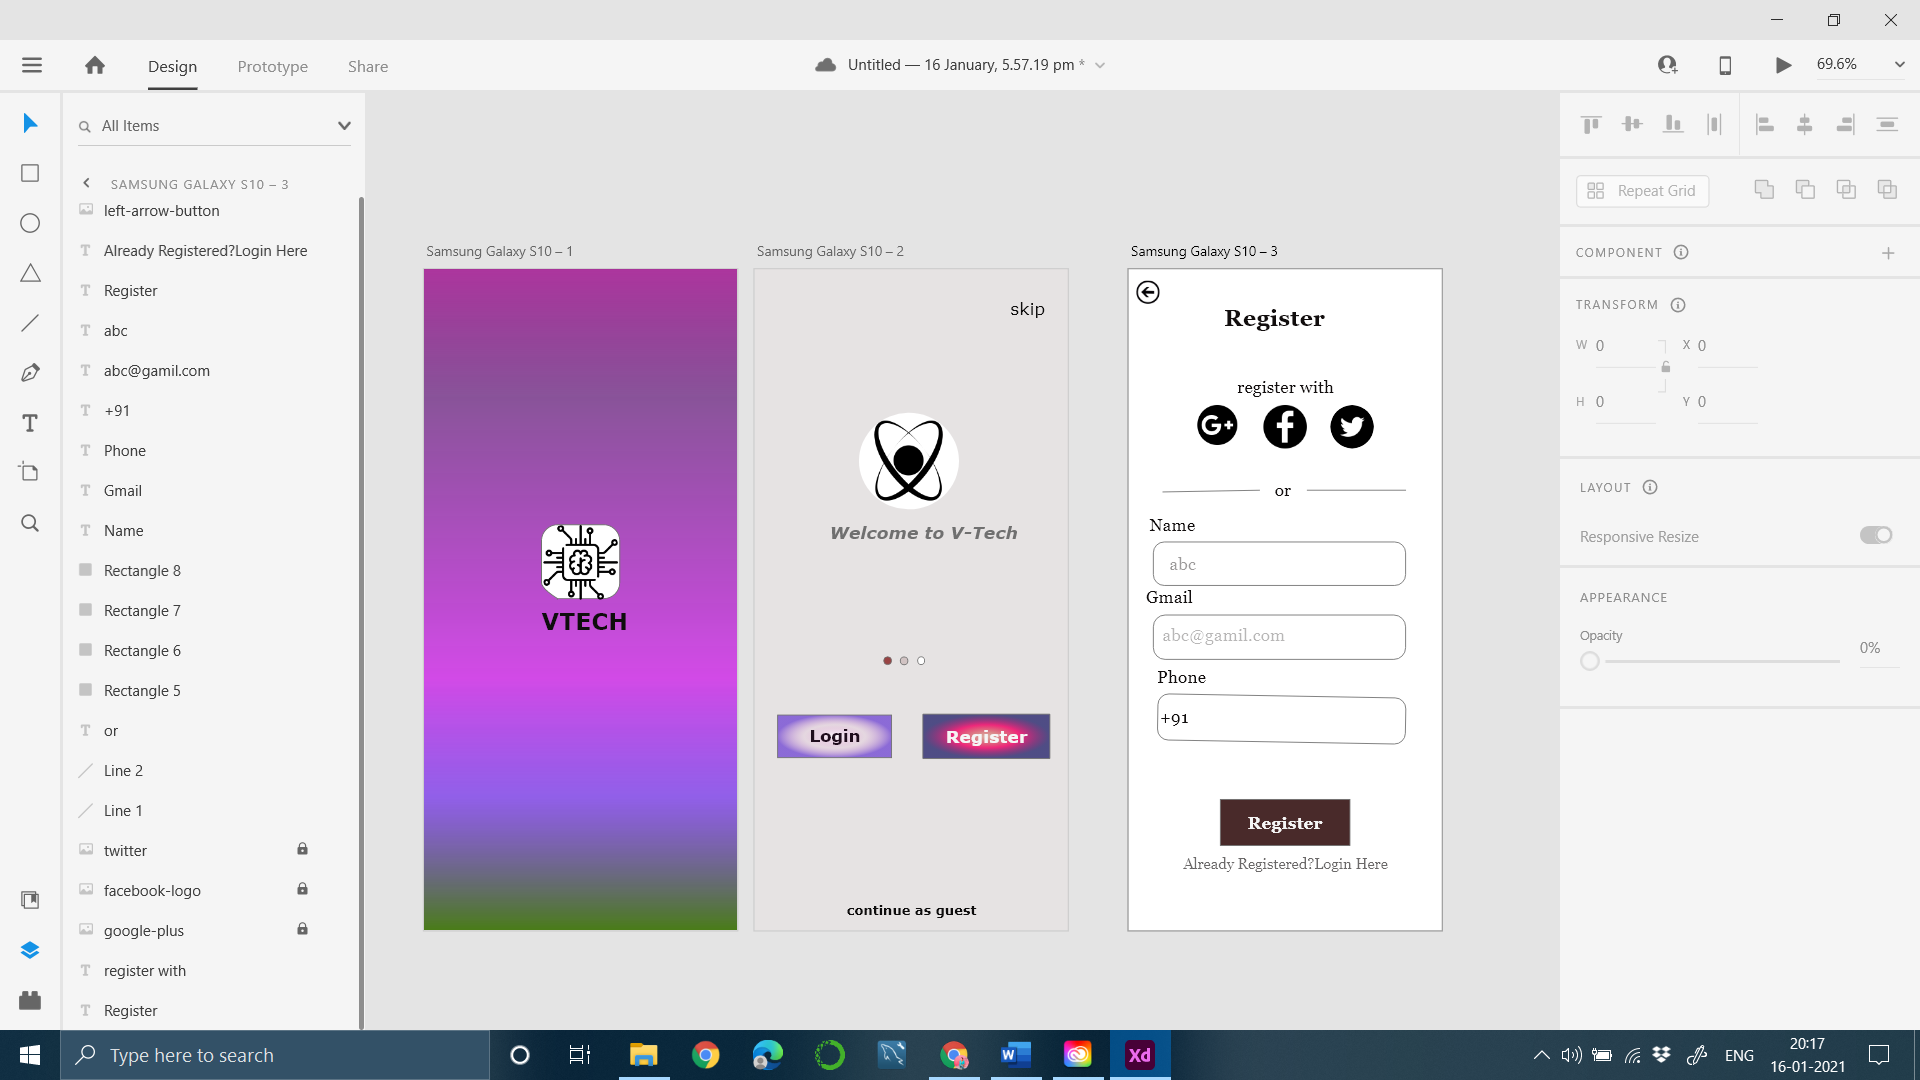 Design Prototype Share
Untitled — 16 January, 5.57.19 pm *
69.6%
All Items
SAMSUNG GALAXY S10 – 3
left-arrow-button
Already Registered?Login Here
Register
abc
abc@gamil.com
+91
Phone
Gmail
Name
Rectangle 8
Rectangle 7
Rectangle 6
Rectangle 5
or
Line 2
Line 1
twitter
facebook-logo
google-plus
register with
Register
Samsung Galaxy S10 – 1
VTECH
Samsung Galaxy S10 – 2
skip
Welcome to V-Tech
Login
Register
continue as guest
Samsung Galaxy S10 – 3
Register
register with
G+
or
Name
abc
Gmail
abc@gamil.com
Phone
+91
Register
Already Registered?Login Here
Repeat Grid
COMPONENT
TRANSFORM
W 0 X 0
H 0 Y 0
LAYOUT
Responsive Resize
APPEARANCE
Opacity
0%
Type here to search
W
Xd
ENG
20:17
16-01-2021